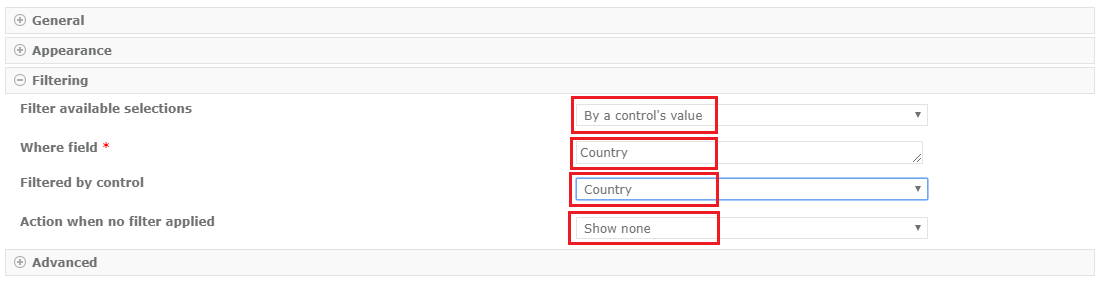 General
Appearance
Filtering
Filter available selections By a control's value
Where field * Country
Filtered by control Country
Action when no filter applied Show none
Advanced